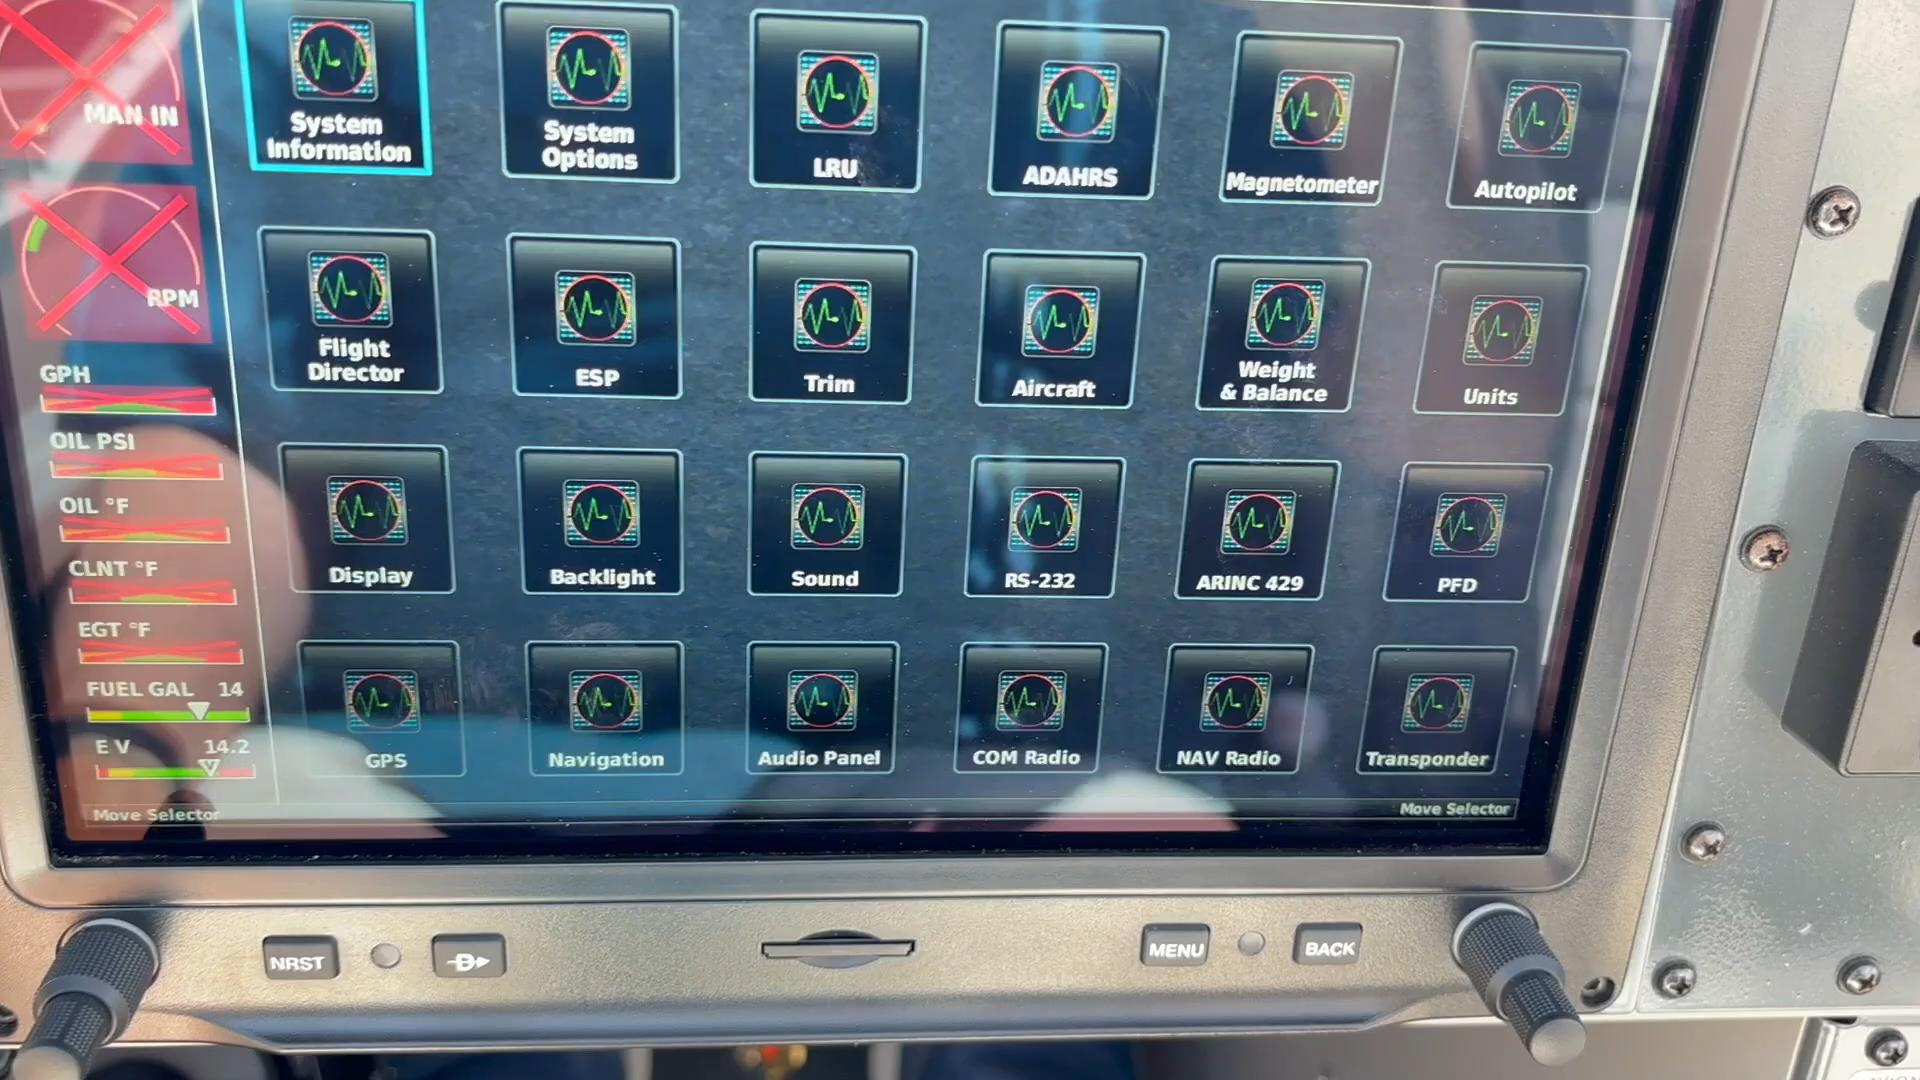 MAN IN
RPM
GPH
OIL PSI
OIL °F
CLNT °F
EGT °F
FUEL GAL 14
E V 14.2
Move Selector
System
Information
System
Options
LRU
ADAHRS
Magnetometer
Autopilot
Flight
Director
ESP
Trim
Aircraft
Weight
& Balance
Units
Display
Backlight
Sound
RS-232
ARINC 429
PFD
GPS
Navigation
Audio Panel
COM Radio
NAV Radio
Transponder
Move Selector
NRST
D
MENU
BACK